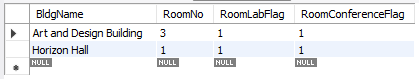 BldgName RoomNo RoomLabFlag RoomConferenceFlag
Art and Design Building 3 1 1
Horizon Hall 1 1 1
NULL NULL NULL NULL